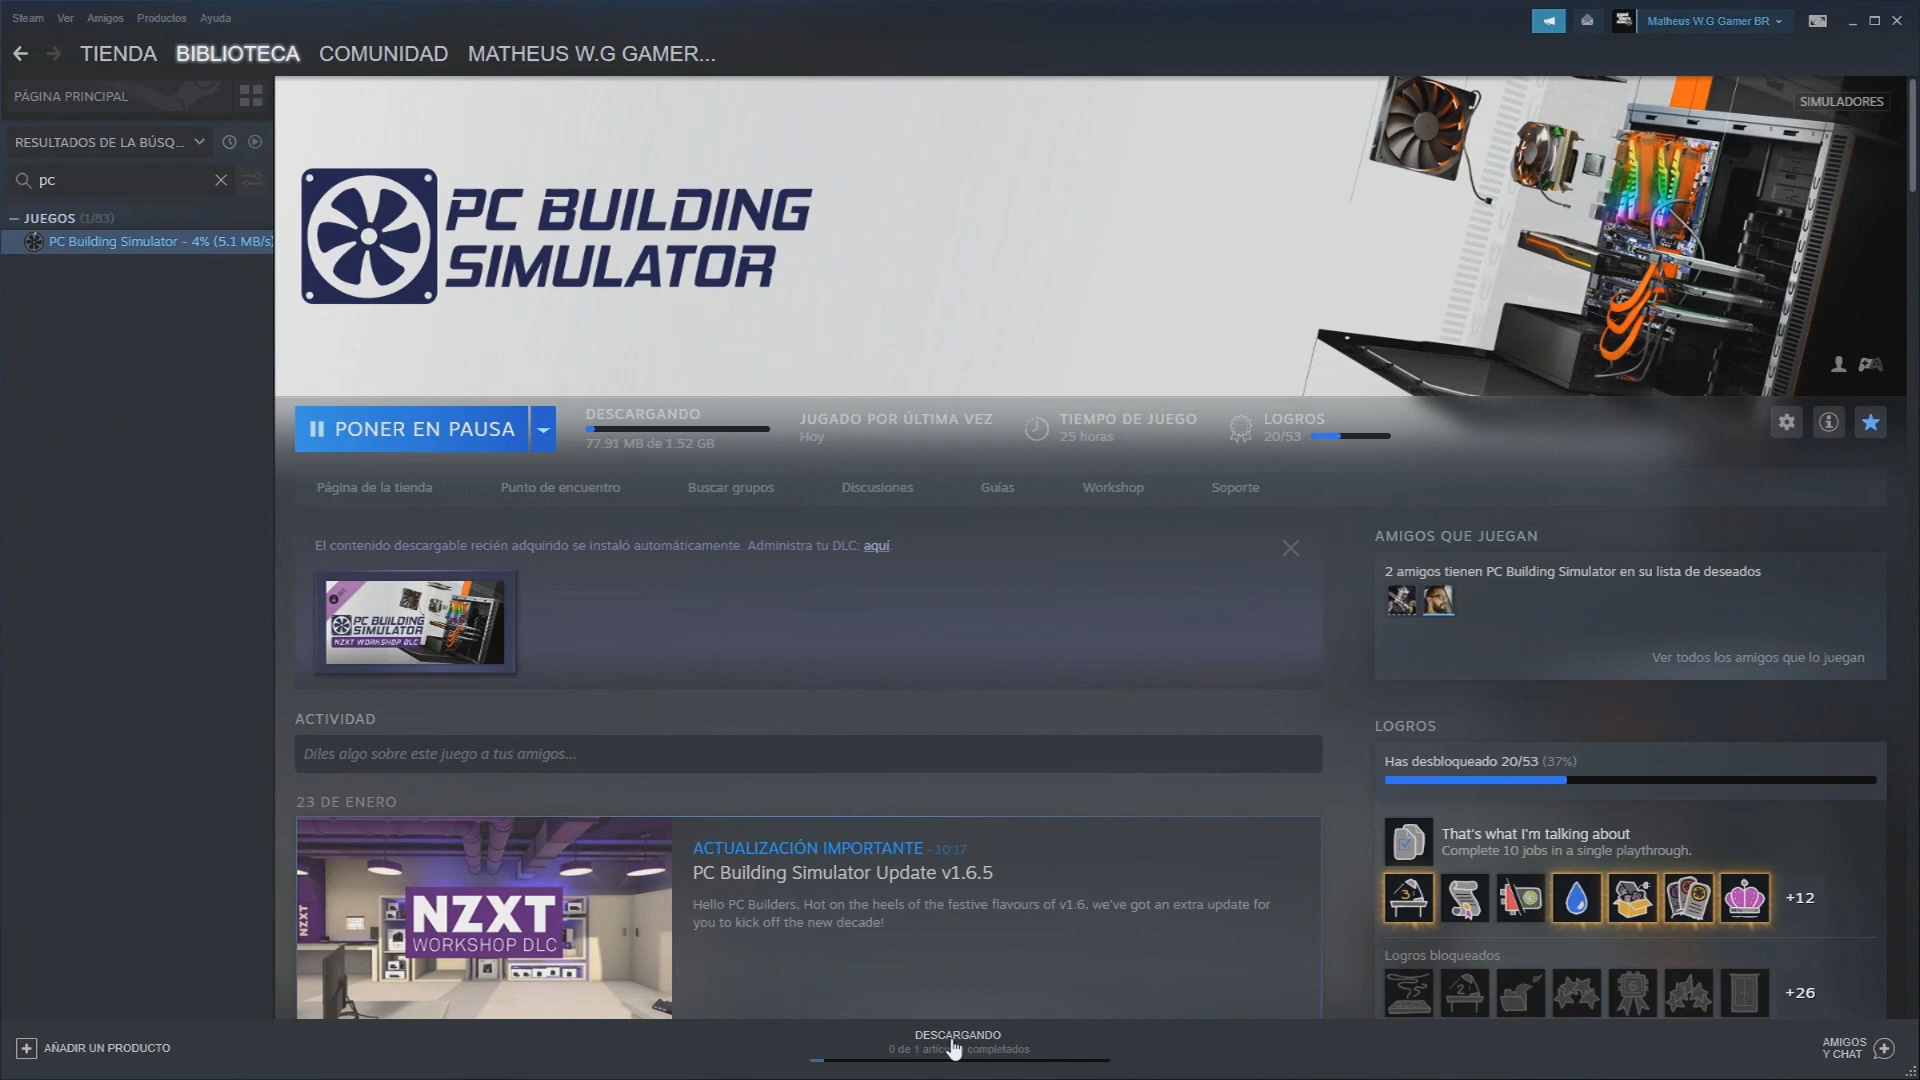 Steam Ver Amigos Productos Ayuda
Matheus W.G Gamer BR
TIENDA BIBLIOTECA COMUNIDAD MATHEUS W.G GAMER...
PÁGINA PRINCIPAL
RESULTADOS DE LA BÚSQ...
pc
JUEGOS (1/83)
PC Building Simulator - 4% (5.1 MB/s)
SIMULADORES
PC BUILDING
SIMULATOR
PONER EN PAUSA
DESCARGANDO
77.91 MB de 1.52 GB
JUGADO POR ÚLTIMA VEZ
Hoy
TIEMPO DE JUEGO
25 horas
LOGROS
20/53
Página de la tienda Punto de encuentro Buscar grupos Discusiones Guías Workshop Soporte
El contenido descargable recién adquirido se instaló automáticamente. Administra tu DLC: aquí.
PC BUILDING
SIMULATOR
NZXT WORKSHOP DLC
ACTIVIDAD
Diles algo sobre este juego a tus amigos...
23 DE ENERO
NZXT
NZXT
WORKSHOP DLC
ACTUALIZACIÓN IMPORTANTE - 10:17
PC Building Simulator Update v1.6.5
Hello PC Builders, Hot on the heels of the festive flavours of v1.6, we've got an extra update for
you to kick off the new decade!
AMIGOS QUE JUEGAN
2 amigos tienen PC Building Simulator en su lista de deseados
Ver todos los amigos que lo juegan
LOGROS
Has desbloqueado 20/53 (37%)
That's what I'm talking about
Complete 10 jobs in a single playthrough.
3
+12
Logros bloqueados
2
6
+26
AÑADIR UN PRODUCTO
DESCARGANDO
0 de 1 completados
AMIGOS
Y CHAT